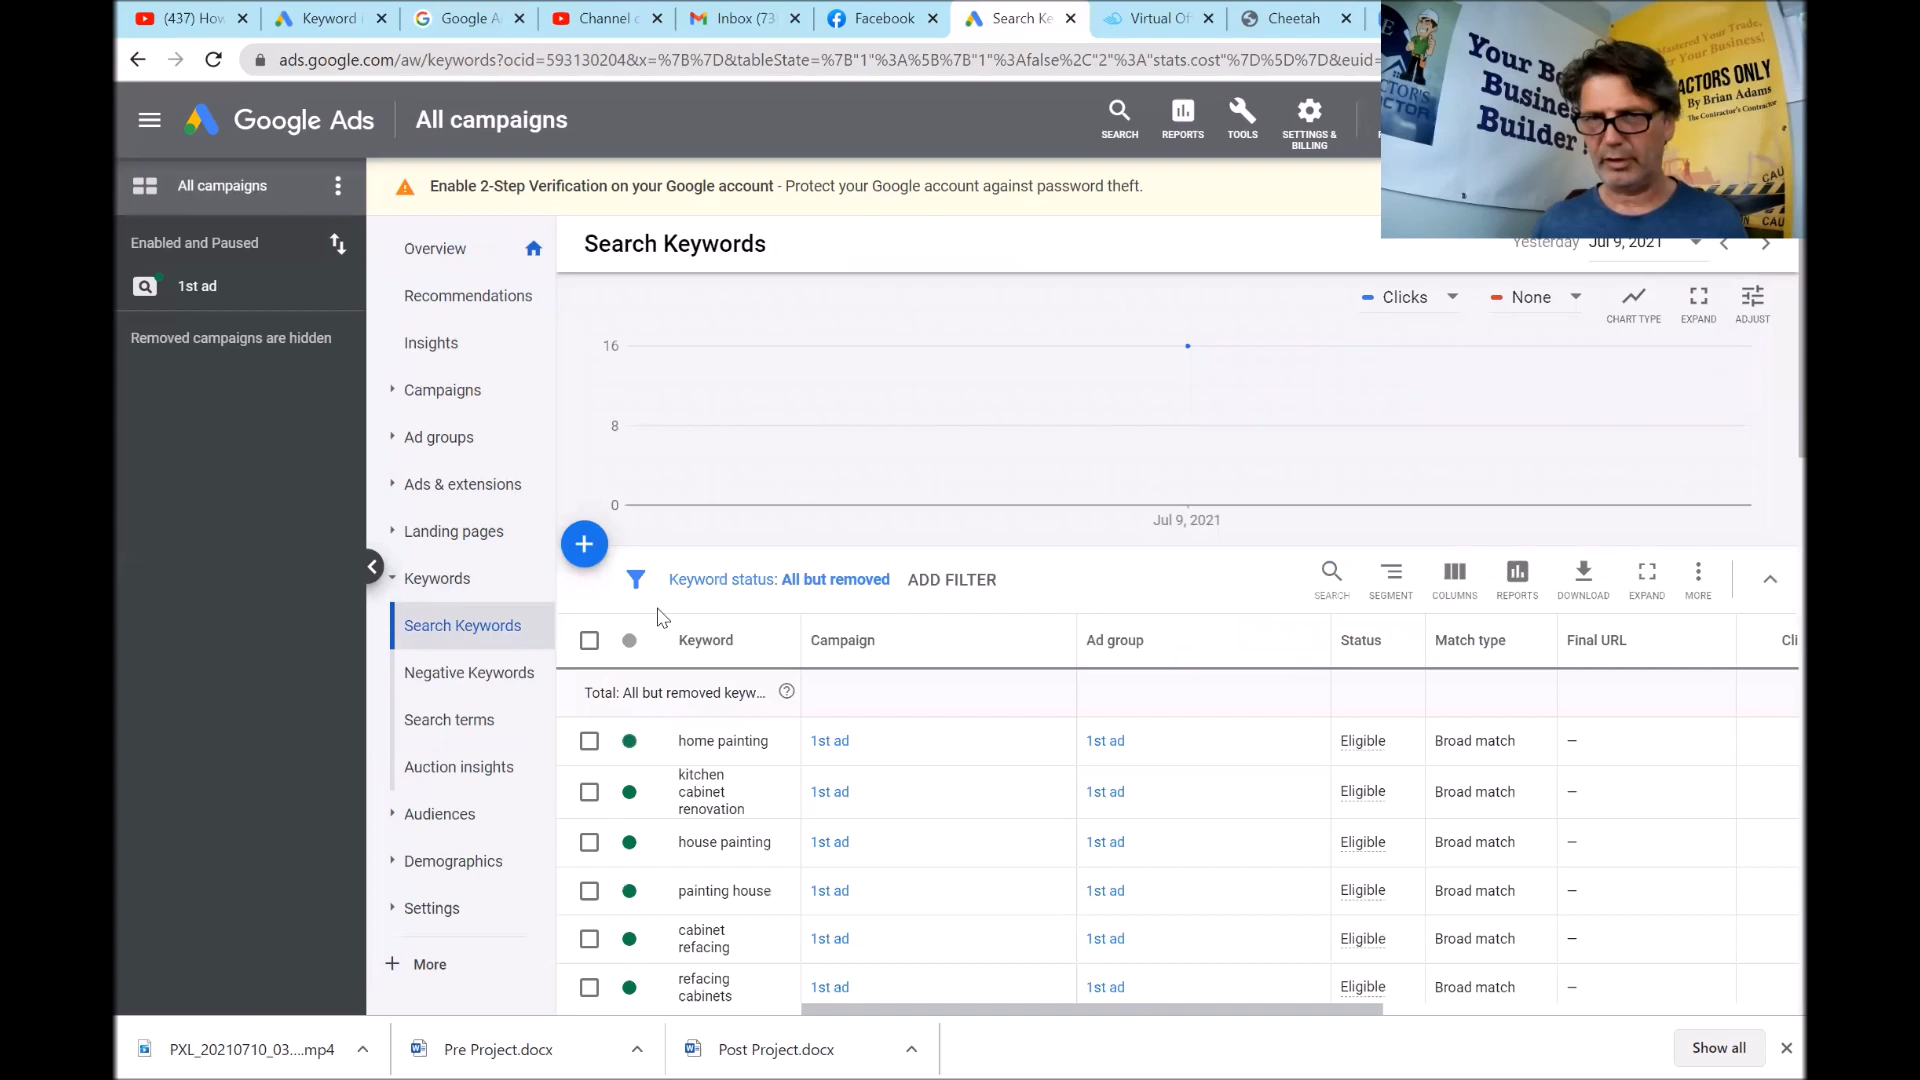 (437) How
Keyword
Google A
Channel
Inbox (73
Facebook
Search Ke
Virtual Of
Cheetah
ads.google.com/aw/keywords?ocid=593130204&x=%7B%7D&tableState=%7B"1"%3A%5B%7B"1"%3Afalse%2C"2"%3A"stats.cost"%7D%5D%7D&euid=
Google Ads
All campaigns
SEARCH
REPORTS
TOOLS
SETTINGS &
BILLING
Your Be
Business
Builder
Mastered Your Trade,
Your Business!
ACTORS ONLY
By Brian Adams
The Contractor's Contractor
All campaigns
Enabled and Paused
1st ad
Removed campaigns are hidden
Enable 2-Step Verification on your Google account - Protect your Google account against password theft.
Overview
Recommendations
Insights
Campaigns
Ad groups
Ads & extensions
Landing pages
Keywords
Search Keywords
Negative Keywords
Search terms
Auction insights
Audiences
Demographics
Settings
More
Search Keywords
Yesterday Jul 9, 2021
Clicks
None
CHART TYPE
EXPAND
ADJUST
16
8
0
Jul 9, 2021
Keyword status: All but removed
ADD FILTER
SEARCH
SEGMENT
COLUMNS
REPORTS
DOWNLOAD
EXPAND
MORE
Keyword Campaign Ad group Status Match type Final URL Cli
Total: All but removed keyw...
home painting 1st ad 1st ad Eligible Broad match –
kitchen
cabinet 1st ad 1st ad Eligible Broad match –
renovation
house painting 1st ad 1st ad Eligible Broad match –
painting house 1st ad 1st ad Eligible Broad match –
cabinet
refacing 1st ad 1st ad Eligible Broad match –
refacing
cabinets 1st ad 1st ad Eligible Broad match –
PXL_20210710_03....mp4
Pre Project.docx
Post Project.docx
Show all